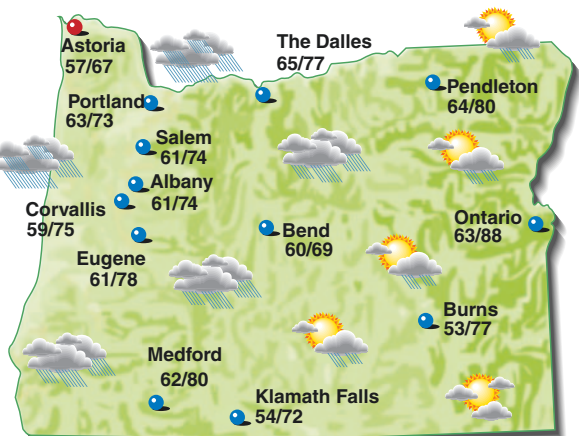 Astoria
57/67
The Dalles
65/77
Pendleton
64/80
Portland
63/73
Salem
61/74
Albany
61/74
Corvallis
59/75
Eugene
61/78
Bend
60/69
Ontario
63/88
Burns
53/77
Medford
62/80
Klamath Falls
54/72